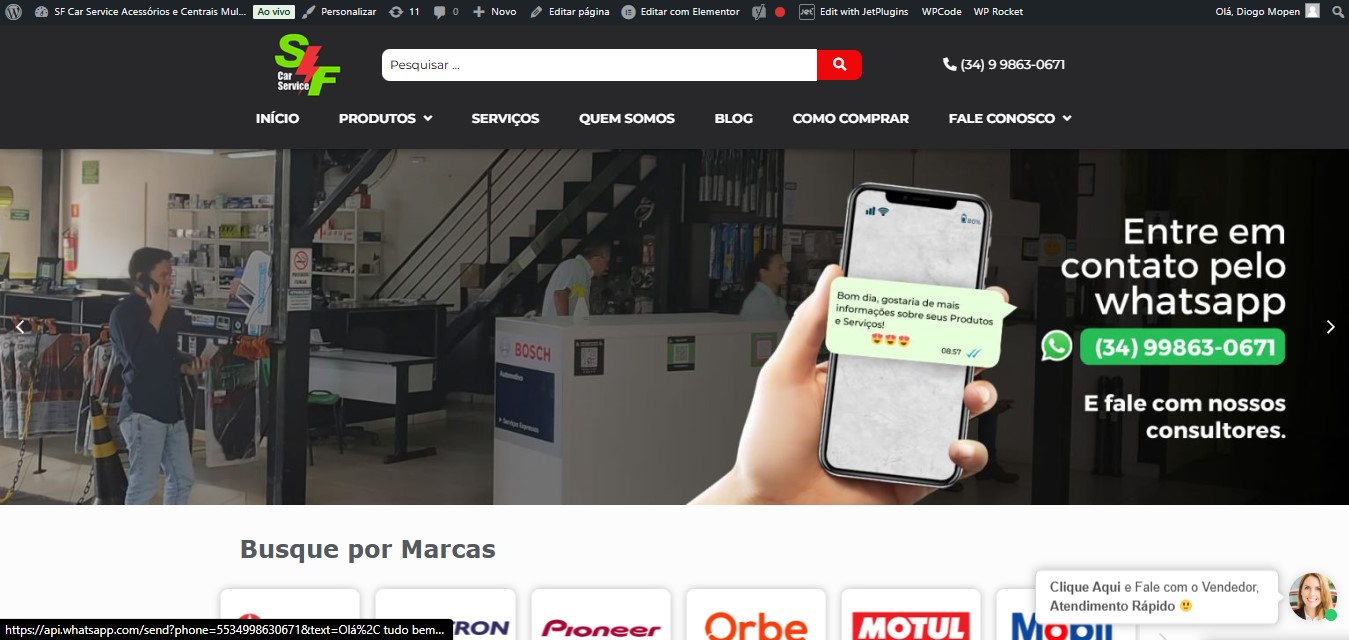 SF Car Service Acessórios e Centrais Mul... Ao vivo Personalizar 11 0 Novo Editar página Editar com Elementor Edit with JetPlugins WPCode WP Rocket Olá, Diogo Mopen
SF
Car
Service
Pesquisar ...
(34) 9 9863-0671
INÍCIO PRODUTOS SERVIÇOS QUEM SOMOS BLOG COMO COMPRAR FALE CONOSCO
80%
Entre em
contato pelo
whatsapp
(34) 99863-0671
E fale com nossos
consultores.
Bom dia, gostaria de mais
informações sobre seus Produtos
e Serviços!
😍😍😍
08:57
BOSCH
Busque por Marcas
Clique Aqui e Fale com o Vendedor,
Atendimento Rápido 🙂
Pioneer
Orbe
MOTUL
Mobil
https://api.whatsapp.com/send?phone=5534998630671&text=Olá%2C tudo bem...